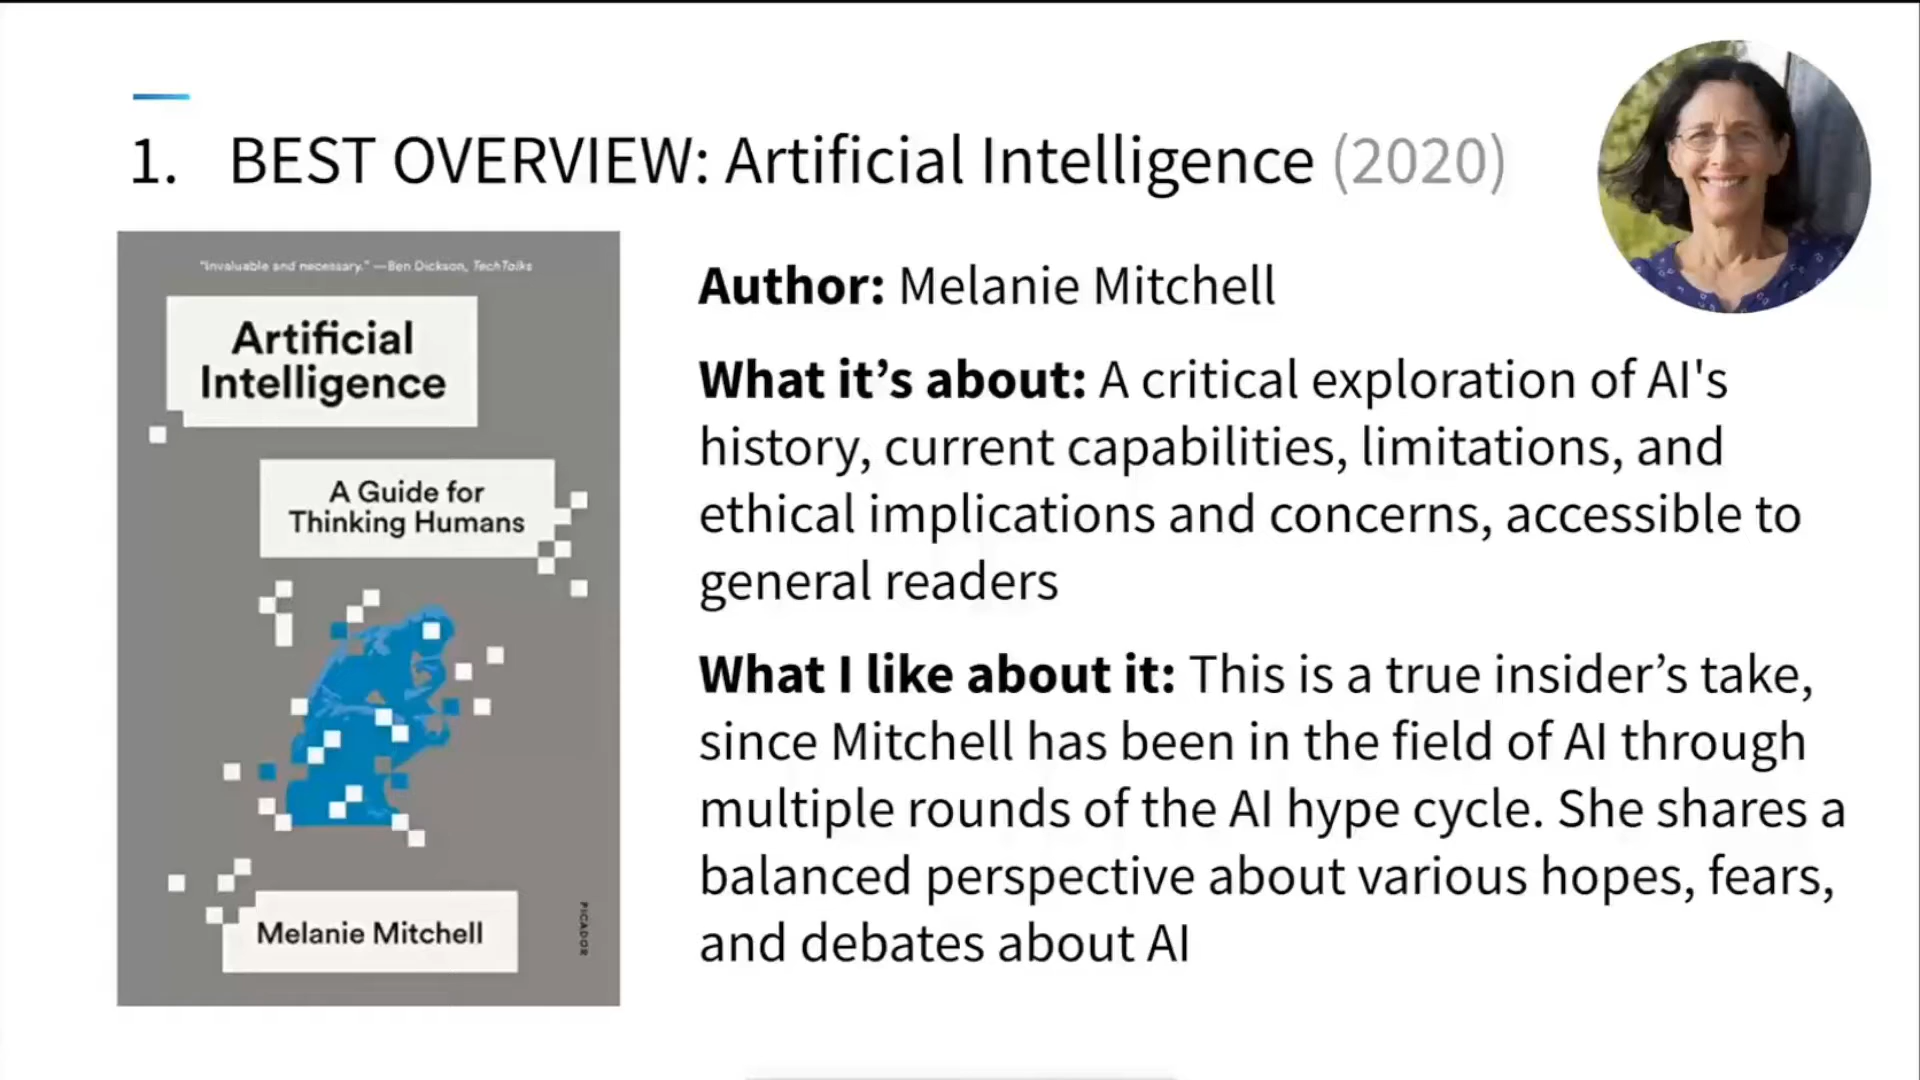 1. BEST OVERVIEW: Artificial Intelligence (2020)
"Invaluable and necessary." —Ben Dickson, TechTalks
Artificial
Intelligence
A Guide for
Thinking Humans
Melanie Mitchell
PICADOR
Author: Melanie Mitchell
What it’s about: A critical exploration of AI's
history, current capabilities, limitations, and
ethical implications and concerns, accessible to
general readers
What I like about it: This is a true insider’s take,
since Mitchell has been in the field of AI through
multiple rounds of the AI hype cycle. She shares a
balanced perspective about various hopes, fears,
and debates about AI